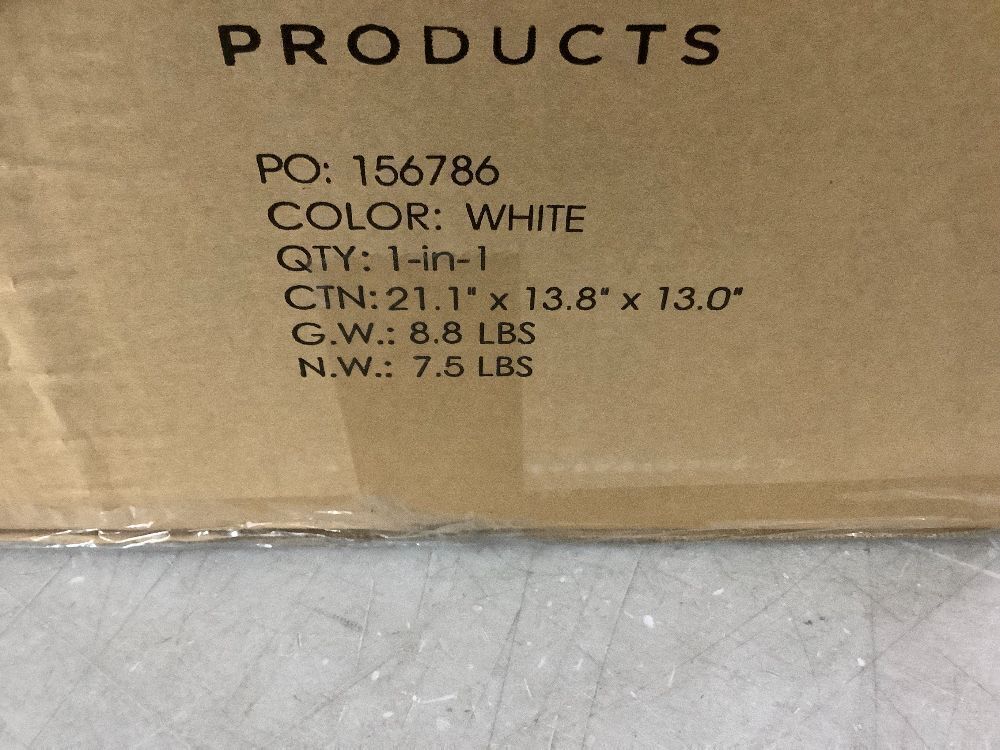 PRODUCTS
PO: 156786
COLOR: WHITE
QTY: 1-in-1
CTN: 21.1" x 13.8" x 13.0"
G.W.: 8.8 LBS
N.W.: 7.5 LBS